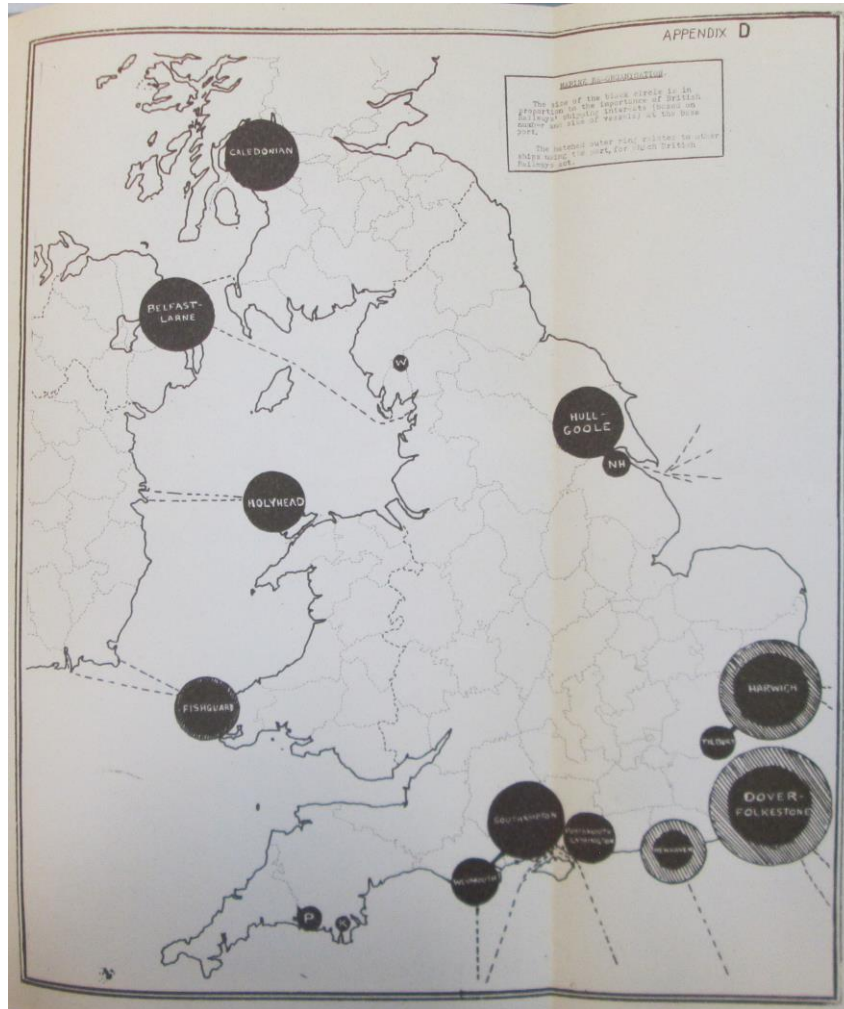 APPENDIX D
MARINE RE-ORGANISATION.
The size of the black circle is in
proportion to the importance of British
Railways' shipping interests (based on
number and size of vessels) at the base
port.
The hatched outer ring relates to other
ships using the port, for which British
Railways act.
CALEDONIAN
BELFAST-
LARNE
W
HULL-
GOOLE
NH
HOLYHEAD
FISHGUARD
HARWICH
TILBURY
DOVER-
FOLKESTONE
SOUTHAMPTON
PORTSMOUTH
LYMINGTON
NEWHAVEN
WEYMOUTH
P
K